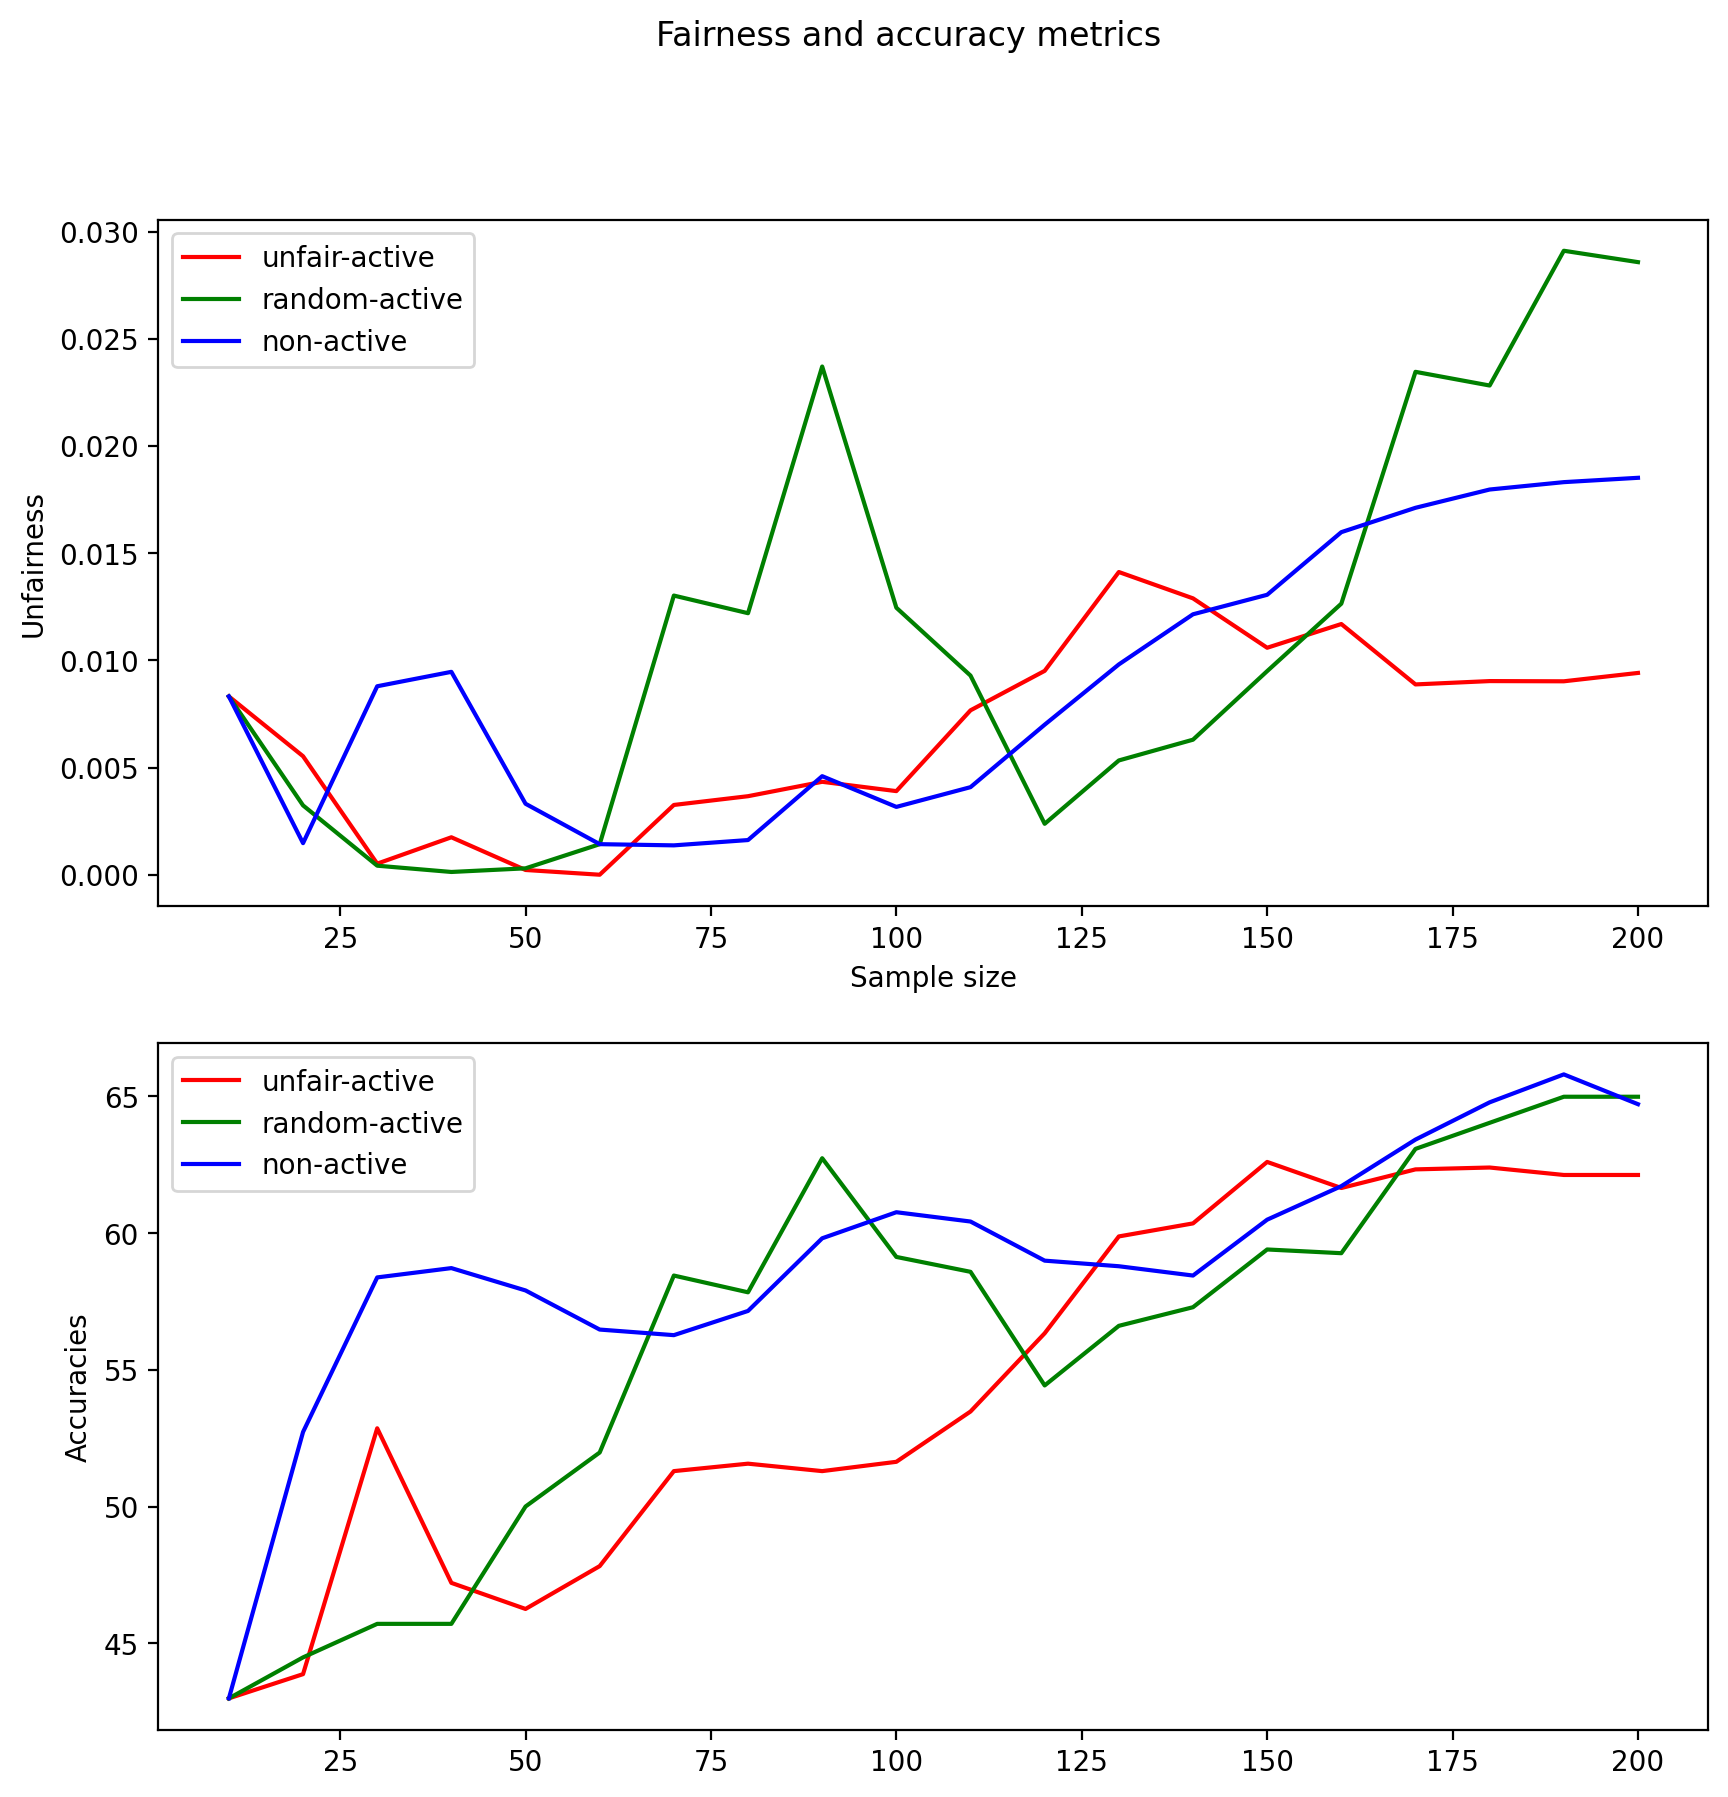 Fairness and accuracy metrics
0.030
0.025
0.020
0.015
0.010
0.005
0.000
Unfairness
unfair-active
random-active
non-active
25 50 75 100 125 150 175 200
Sample size
65
60
55
50
45
Accuracies
unfair-active
random-active
non-active
25 50 75 100 125 150 175 200